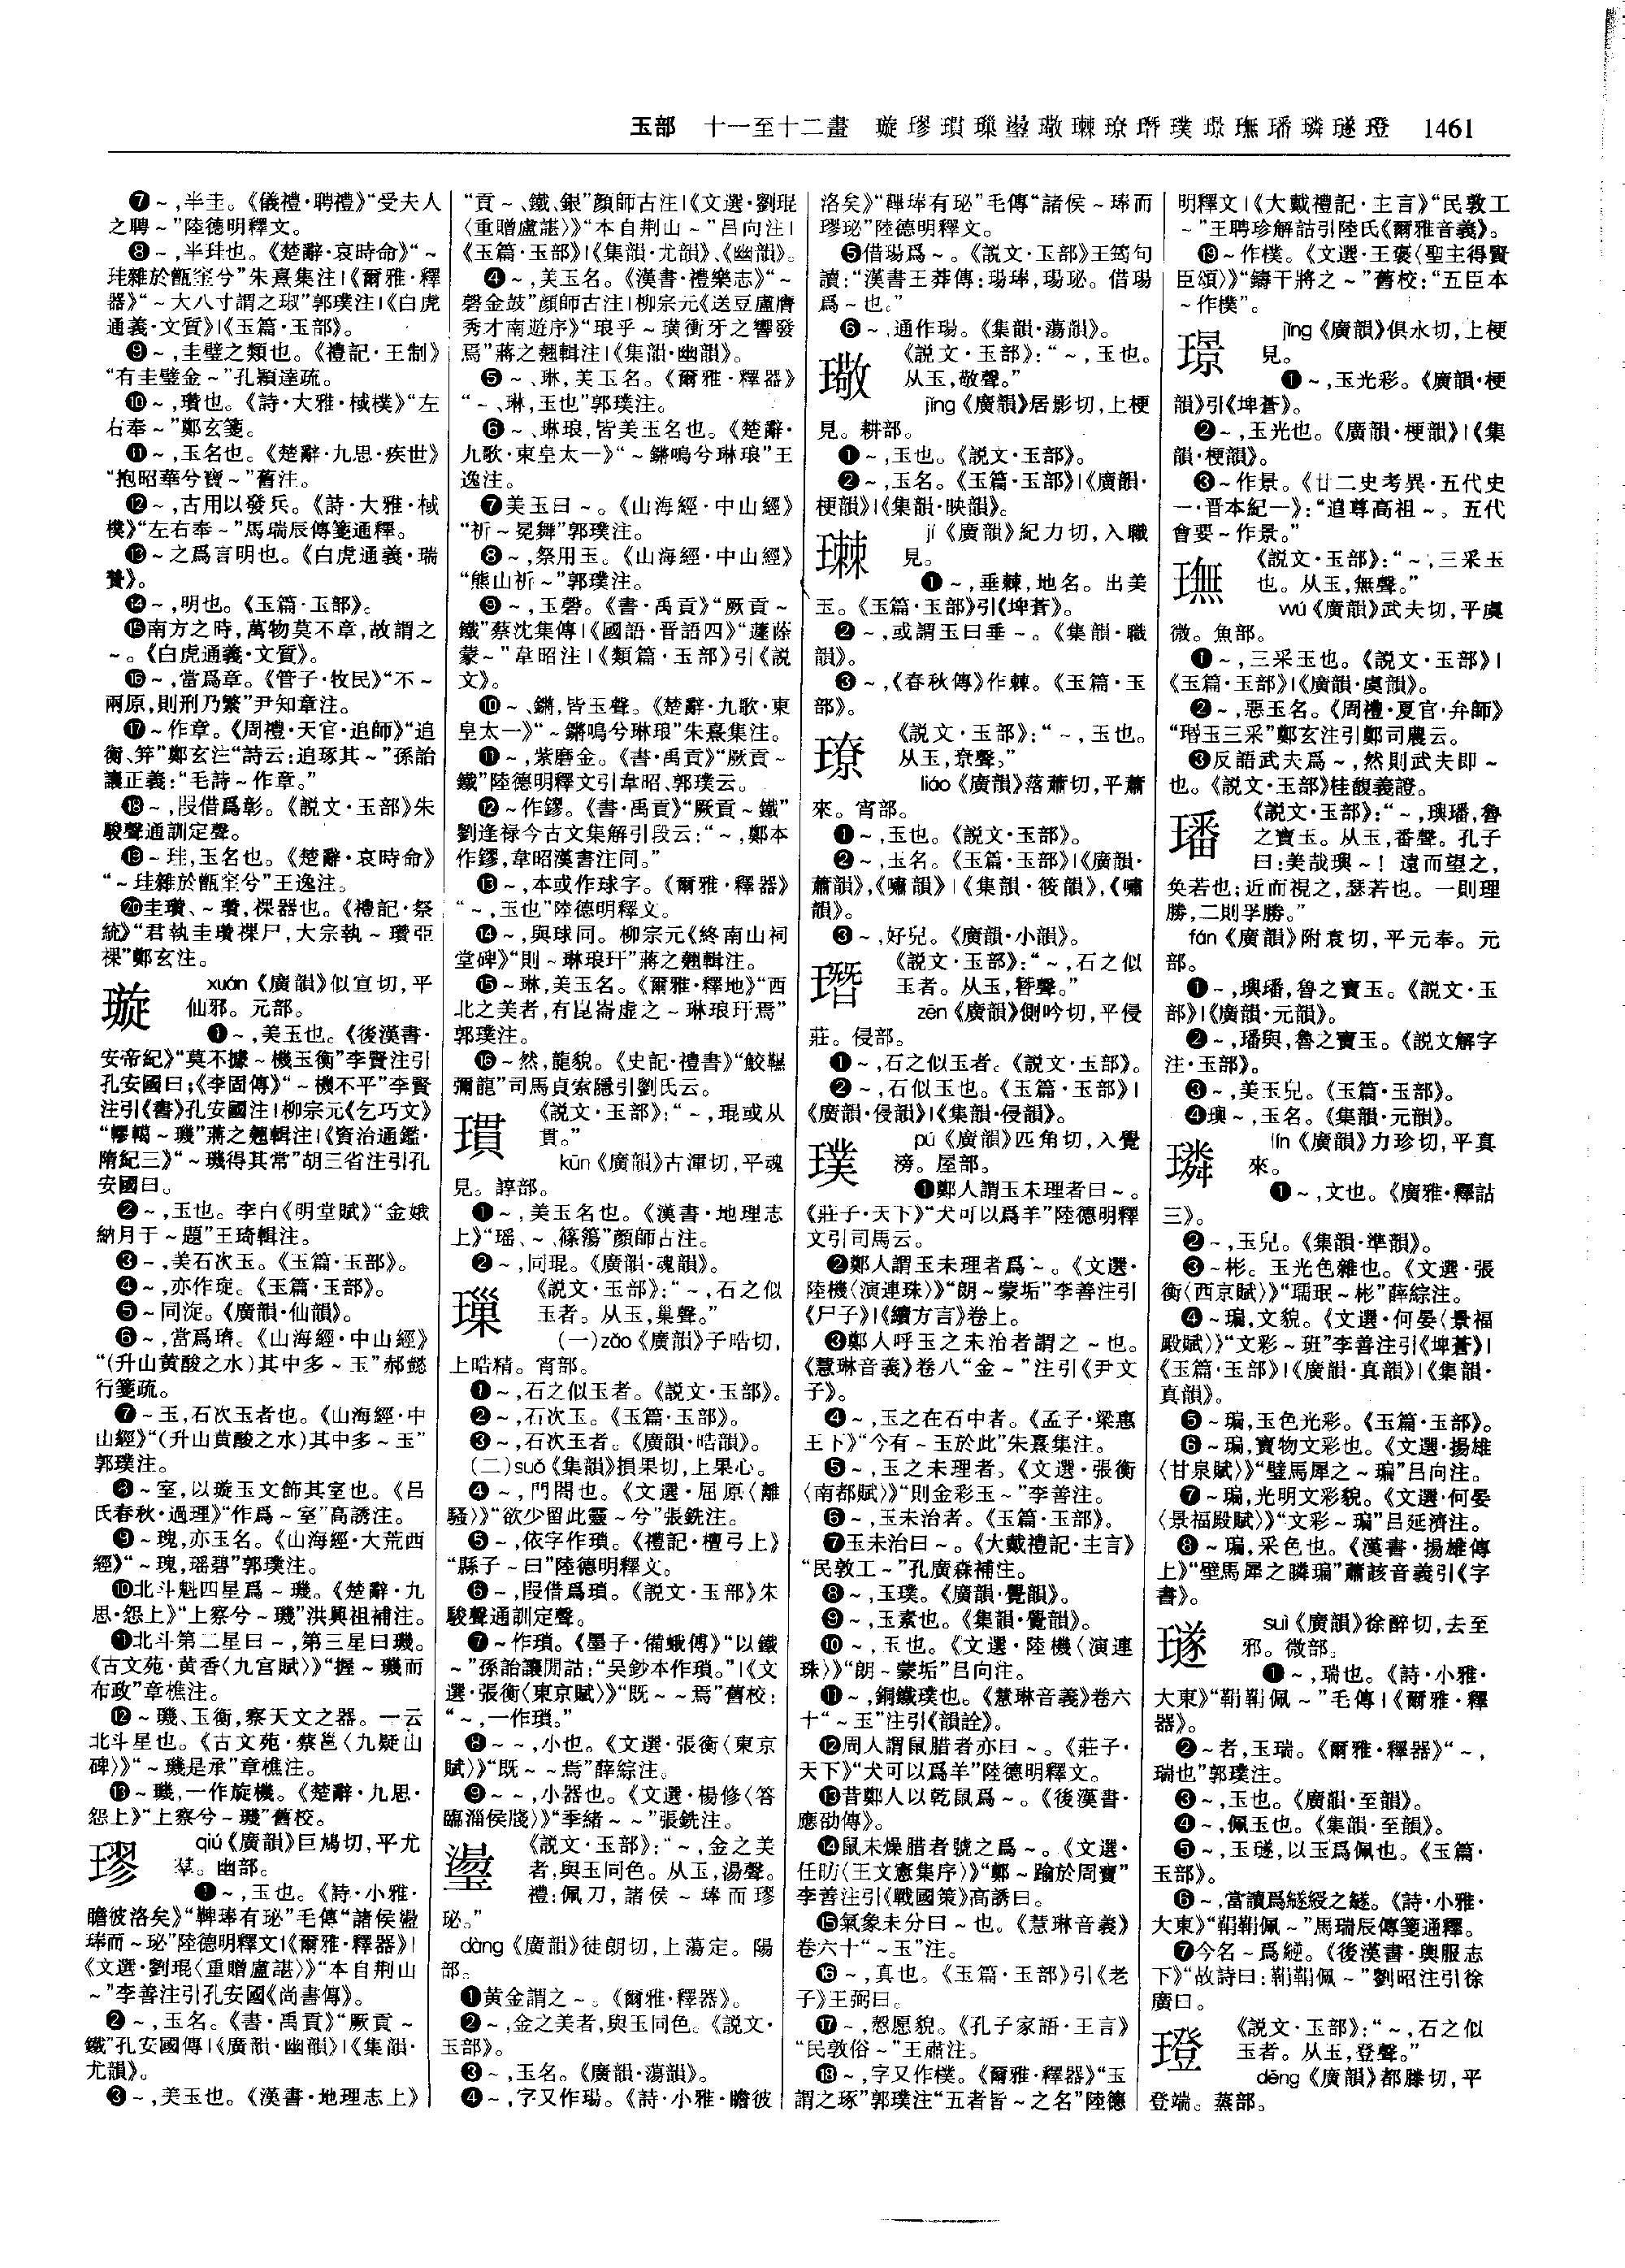 玉部 十一至十二畫 璇璆瑻璅璗璥㻷璙璔璞璟璑璠璘璲璒 1461
❼～,半圭。《儀禮·聘禮》“受夫人
之聘～”陸德明釋文。
❽～,半珪也。《楚辭·哀時命》“～
珪雜於甑窐兮”朱熹集注|《爾雅·釋
器》“～大八寸謂之琡”郭璞注|《白虎
通義·文質》|《玉篇·玉部》。
❾～,圭璧之類也。《禮記·王制》
“有圭璧金～”孔穎達疏。
❿～,瓚也。《詩·大雅·棫樸》“左
右奉～”鄭玄箋。
⓫～,玉名也。《楚辭·九思·疾世》
“抱昭華兮寶～”舊注。
⓬～,古用以發兵。《詩·大雅·棫
樸》“左右奉～”馬瑞辰傳箋通釋。
⓭～之爲言明也。《白虎通義·瑞
贄》。
⓮～,明也。《玉篇·玉部》。
⓯南方之時,萬物莫不章,故謂之
～。《白虎通義·文質》。
⓰～,當爲章。《管子·牧民》“不～
兩原,則刑乃繁”尹知章注。
⓱～作章。《周禮·天官·追師》“追
衡、笄”鄭玄注“詩云:追琢其～”孫詒
讓正義:“毛詩～作章。”
⓲～,叚借爲彰。《説文·玉部》朱
駿聲通訓定聲。
⓳～珪,玉名也。《楚辭·哀時命》
“～珪雜於甑窐兮”王逸注。
⓴圭瓚、～瓚,祼器也。《禮記·祭
統》“君執圭瓚祼尸,大宗執～瓚亞
祼”鄭玄注。
璇 xuán《廣韻》似宣切,平
仙邪。元部。
❶～,美玉也。《後漢書·
安帝紀》“莫不據～機玉衡”李賢注引
孔安國曰;《李固傳》“～機不平”李賢
注引《書》孔安國注|柳宗元《乞巧文》
“轇轕～璣”蔣之翹輯注|《資治通鑑·
隋紀三》“～璣得其常”胡三省注引孔
安國曰。
❷～,玉也。李白《明堂賦》“金娥
納月于～題”王琦輯注。
❸～,美石次玉。《玉篇·玉部》。
❹～,亦作琁。《玉篇·玉部》。
❺～同淀。《廣韻·仙韻》。
❻～,當爲璿。《山海經·中山經》
“(升山黄酸之水)其中多～玉”郝懿
行箋疏。
❼～玉,石次玉者也。《山海經·中
山經》“(升山黄酸之水)其中多～玉”
郭璞注。
❽～室,以璇玉文飾其室也。《吕
氏春秋·過理》“作爲～室”高誘注。
❾～瑰,亦玉名。《山海經·大荒西
經》“～瑰,瑶碧”郭璞注。
❿北斗魁四星爲～璣。《楚辭·九
思·怨上》“上察兮～璣”洪興祖補注。
⓫北斗第二星曰～,第三星曰璣。
《古文苑·黄香〈九宫賦〉》“握～璣而
布政”章樵注。
⓬～璣、玉衡,察天文之器。一云
北斗星也。《古文苑·蔡邕〈九疑山
碑〉》“～璣是承”章樵注。
⓭～璣,一作旋機。《楚辭·九思·
怨上》“上察兮～璣”舊校。
璆 qiú《廣韻》巨鳩切,平尤
羣。幽部。
❶～,玉也。《詩·小雅·
瞻彼洛矣》“鞞琫有珌”毛傳“諸侯璗
琫而～珌”陸德明釋文|《爾雅·釋器》|
《文選·劉琨〈重贈盧諶〉》“本自荆山
～”李善注引孔安國《尚書傳》。
❷～,玉名。《書·禹貢》“厥貢～
鐵”孔安國傳|《廣韻·幽韻》|《集韻·
尤韻》。
❸～,美玉也。《漢書·地理志上》
“貢～、鐵、銀”顔師古注|《文選·劉琨
〈重贈盧諶〉》“本自荆山～”吕向注|
《玉篇·玉部》|《集韻·尤韻》、《幽韻》。
❹～,美玉名。《漢書·禮樂志》“～
磬金鼓”顔師古注|柳宗元《送豆盧膺
秀才南遊序》“琅乎～璜衝牙之響發
焉”蔣之翹輯注|《集韻·幽韻》。
❺～、琳,美玉名。《爾雅·釋器》
“～、琳,玉也”郭璞注。
❻～、琳琅,皆美玉名也。《楚辭·
九歌·東皇太一》“～鏘鳴兮琳琅”王
逸注。
❼美玉曰～。《山海經·中山經》
“祈～冕舞”郭璞注。
❽～,祭用玉。《山海經·中山經》
“熊山祈～”郭璞注。
❾～,玉磬。《書·禹貢》“厥貢～
鐵”蔡沈集傳|《國語·晉語四》“蘧蒢
蒙～”韋昭注|《類篇·玉部》引《説
文》。
❿～、鏘,皆玉聲。《楚辭·九歌·東
皇太一》“～鏘鳴兮琳琅”朱熹集注。
⓫～,紫磨金。《書·禹貢》“厥貢～
鐵”陸德明釋文引韋昭、郭璞云。
⓬～作鏐。《書·禹貢》“厥貢～鐵”
劉逢禄今古文集解引段云:“～,鄭本
作鏐,韋昭漢書注同。”
⓭～,本或作球字。《爾雅·釋器》
“～,玉也”陸德明釋文。
⓮～,與球同。柳宗元《終南山祠
堂碑》“則～琳琅玕”蔣之翹輯注。
⓯～琳,美玉名。《爾雅·釋地》“西
北之美者,有崑崙虚之～琳琅玕焉”
郭璞注。
⓰～然,龍貌。《史記·禮書》“鮫韅
彌龍”司馬貞索隱引劉氏云。
瑻 《説文·玉部》:“～,琨或从
貫。”
kūn《廣韻》古渾切,平魂
見。諄部。
❶～,美玉名也。《漢書·地理志
上》“瑶、～、篠簜”顔師古注。
❷～,同琨。《廣韻·魂韻》。
璅 《説文·玉部》:“～,石之似
玉者。从玉,巢聲。”
(一)zǎo《廣韻》子晧切,
上晧精。宵部。
❶～,石之似玉者。《説文·玉部》。
❷～,石次玉。《玉篇·玉部》。
❸～,石次玉者。《廣韻·晧韻》。
(二)suǒ《集韻》損果切,上果心。
❹～,門閤也。《文選·屈原〈離
騷〉》“欲少留此靈～兮”張銑注。
❺～,依字作瑣。《禮記·檀弓上》
“縣子～曰”陸德明釋文。
❻～,叚借爲瑣。《説文·玉部》朱
駿聲通訓定聲。
❼～作瑣。《墨子·備蛾傅》“以鐵
～”孫詒讓閒詁:“吴鈔本作瑣。”|《文
選·張衡〈東京賦〉》“既～～焉”舊校:
“～,一作瑣。”
❽～～,小也。《文選·張衡〈東京
賦〉》“既～～焉”薛綜注。
❾～～,小器也。《文選·楊修〈答
臨淄侯牋〉》“季緒～～”張銑注。
璗 《説文·玉部》:“～,金之美
者,與玉同色。从玉,湯聲。
禮:佩刀,諸侯～琫而璆
珌。”
dàng《廣韻》徒朗切,上蕩定。陽
部。
❶黄金謂之～。《爾雅·釋器》。
❷～,金之美者,與玉同色。《説文·
玉部》。
❸～,玉名。《廣韻·蕩韻》。
❹～,字又作瑒。《詩·小雅·瞻彼
洛矣》“鞸琫有珌”毛傳“諸侯～琫而
璆珌”陸德明釋文。
❺借瑒爲～。《説文·玉部》王筠句
讀:“漢書王莽傳:瑒琫,瑒珌。借瑒
爲～也。”
❻～,通作瑒。《集韻·蕩韻》。
璥 《説文·玉部》:“～,玉也。
从玉,敬聲。”
jǐng《廣韻》居影切,上梗
見。耕部。
❶～,玉也。《説文·玉部》。
❷～,玉名。《玉篇·玉部》|《廣韻·
梗韻》|《集韻·映韻》。
㻷 jí《廣韻》紀力切,入職
見。
❶～,垂棘,地名。出美
玉。《玉篇·玉部》引《埤蒼》。
❷～,或謂玉曰垂～。《集韻·職
韻》。
❸～,《春秋傳》作棘。《玉篇·玉
部》。
璙 《説文·玉部》:“～,玉也。
从玉,尞聲。”
liáo《廣韻》落蕭切,平蕭
來。宵部。
❶～,玉也。《説文·玉部》。
❷～,玉名。《玉篇·玉部》|《廣韻·
蕭韻》,《嘯韻》|《集韻·筱韻》,《嘯
韻》。
❸～,好皃。《廣韻·小韻》。
《説文·玉部》:“～,石之似
玉者。从玉,朁聲。”
zēn《廣韻》側吟切,平侵
莊。侵部。
❶～,石之似玉者。《説文·玉部》。
❷～,石似玉也。《玉篇·玉部》|
《廣韻·侵韻》|《集韻·侵韻》。
璞 pú《廣韻》匹角切,入覺
滂。屋部。
❶鄭人謂玉未理者曰～。
《莊子·天下》“犬可以爲羊”陸德明釋
文引司馬云。
❷鄭人謂玉未理者爲～。《文選·
陸機〈演連珠〉》“朗～蒙垢”李善注引
《尸子》|《續方言》卷上。
❸鄭人呼玉之未治者謂之～也。
《慧琳音義》卷八“金～”注引《尹文
子》。
❹～,玉之在石中者。《孟子·梁惠
王下》“今有～玉於此”朱熹集注。
❺～,玉之未理者。《文選·張衡
〈南都賦〉》“則金彩玉～”李善注。
❻～,玉未治者。《玉篇·玉部》。
❼玉未治曰～。《大戴禮記·主言》
“民敦工～”孔廣森補注。
❽～,玉璞。《廣韻·覺韻》。
❾～,玉素也。《集韻·覺韻》。
❿～,玉也。《文選·陸機〈演連
珠〉》“朗～蒙垢”吕向注。
⓫～,銅鐵璞也。《慧琳音義》卷六
十“～玉”注引《韻詮》。
⓬周人謂鼠腊者亦曰～。《莊子·
天下》“犬可以爲羊”陸德明釋文。
⓭昔鄭人以乾鼠爲～。《後漢書·
應劭傳》。
⓮鼠未燥腊者號之爲～。《文選·
任昉〈王文憲集序〉》“鄭～踰於周寶”
李善注引《戰國策》高誘曰。
⓯氣象未分曰～也。《慧琳音義》
卷六十“～玉”注。
⓰～,真也。《玉篇·玉部》引《老
子》王弼曰。
⓱～,慤愿貌。《孔子家語·王言》
“民敦俗～”王肅注。
⓲～,字又作樸。《爾雅·釋器》“玉
謂之琢”郭璞注“五者皆～之名”陸德
明釋文|《大戴禮記·主言》“民敦工
～”王聘珍解詁引陸氏《爾雅音義》。
⓳～作樸。《文選·王褒〈聖主得賢
臣頌〉》“鑄干將之～”舊校:“五臣本
～作樸”。
璟 jǐng《廣韻》俱永切,上梗
見。
❶～,玉光彩。《廣韻·梗
韻》引《埤蒼》。
❷～,玉光也。《廣韻·梗韻》|《集
韻·梗韻》。
❸～作景。《廿二史考異·五代史
一·晋本紀一》:“追尊高祖～。五代
會要～作景。”
璑 《説文·玉部》:“～,三采玉
也。从玉,無聲。”
wú《廣韻》武夫切,平虞
微。魚部。
❶～,三采玉也。《説文·玉部》|
《玉篇·玉部》|《廣韻·虞韻》。
❷～,惡玉名。《周禮·夏官·弁師》
“瑉玉三采”鄭玄注引鄭司農云。
❸反語武夫爲～,然則武夫即～
也。《説文·玉部》桂馥義證。
璠 《説文·玉部》:“～,璵璠,魯
之寶玉。从玉,番聲。孔子
曰:美哉璵～!遠而望之,
奂若也;近而視之,瑟若也。一則理
勝,二則孚勝。”
fán《廣韻》附袁切,平元奉。元
部。
❶～,璵璠,魯之寶玉。《説文·玉
部》|《廣韻·元韻》。
❷～,璠與,魯之寶玉。《説文解字
注·玉部》。
❸～,美玉皃。《玉篇·玉部》。
❹璵～,玉名。《集韻·元韻》。
璘 lín《廣韻》力珍切,平真
來。
❶～,文也。《廣雅·釋詁
三》。
❷～,玉皃。《集韻·準韻》。
❸～彬。玉光色雜也。《文選·張
衡〈西京賦〉》“瓀珉～彬”薛綜注。
❹～㻞,文貌。《文選·何晏〈景福
殿賦〉》“文彩～班”李善注引《埤蒼》|
《玉篇·玉部》|《廣韻·真韻》|《集韻·
真韻》。
❺～㻞,玉色光彩。《玉篇·玉部》。
❻～㻞,寶物文彩也。《文選·揚雄
〈甘泉賦〉》“璧馬犀之～㻞”吕向注。
❼～㻞,光明文彩貌。《文選·何晏
〈景福殿賦〉》“文彩～㻞”吕延濟注。
❽～㻞,采色也。《漢書·揚雄傳
上》“壁馬犀之瞵㻞”蕭該音義引《字
書》。
璲 suì《廣韻》徐醉切,去至
邪。微部。
❶～,瑞也。《詩·小雅·
大東》“鞙鞙佩～”毛傳|《爾雅·釋
器》。
❷～者,玉瑞。《爾雅·釋器》“～,
瑞也”郭璞注。
❸～,玉也。《廣韻·至韻》。
❹～,佩玉也。《集韻·至韻》。
❺～,玉璲,以玉爲佩也。《玉篇·
玉部》。
❻～,當讀爲繸綬之繸。《詩·小雅·
大東》“鞙鞙佩～”馬瑞辰傳箋通釋。
❼今名～爲繸。《後漢書·輿服志
下》“故詩曰:鞙鞙佩～”劉昭注引徐
廣曰。
璒 《説文·玉部》:“～,石之似
玉者。从玉,登聲。”
dēng《廣韻》都滕切,平
登端。蒸部。